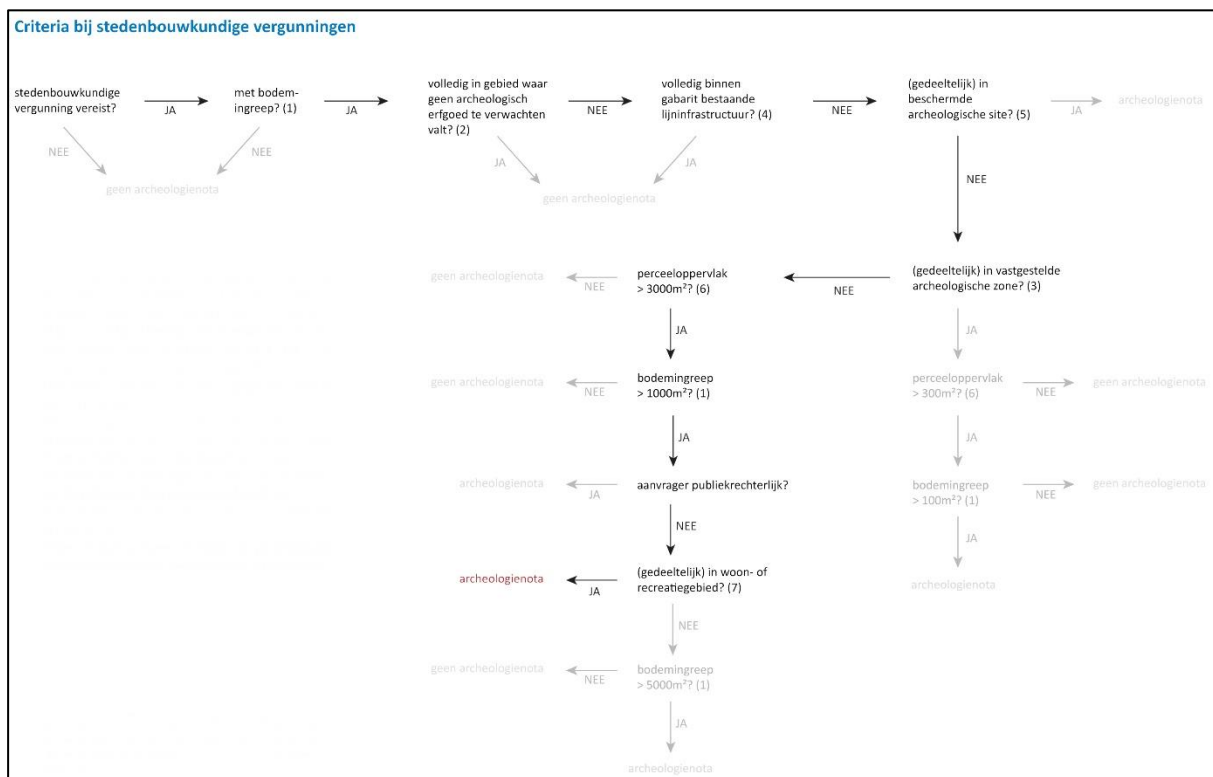 Criteria bij stedenbouwkundige vergunningen
stedenbouwkundige
vergunning vereist?
JA
met bodem-
ingreep? (1)
JA
volledig in gebied waar
geen archeologisch
erfgoed te verwachten
valt? (2)
NEE
volledig binnen
gabarit bestaande
lijninfrastructuur? (4)
NEE
(gedeeltelijk) in
beschermde
archeologische site? (5)
JA
archeologienota
NEE
NEE
geen archeologienota
JA
JA
geen archeologienota
NEE
geen archeologienota
NEE
perceeloppervlak
> 3000m²? (6)
NEE
(gedeeltelijk) in vastgestelde
archeologische zone? (3)
JA
JA
geen archeologienota
NEE
bodemingreep
> 1000m²? (1)
perceeloppervlak
> 300m²? (6)
NEE
geen archeologienota
JA
JA
archeologienota
JA
aanvrager publiekrechterlijk?
bodemingreep
> 100m²? (1)
NEE
geen archeologienota
NEE
JA
archeologienota
JA
(gedeeltelijk) in woon- of
recreatiegebied? (7)
archeologienota
NEE
geen archeologienota
NEE
bodemingreep
> 5000m²? (1)
JA
archeologienota